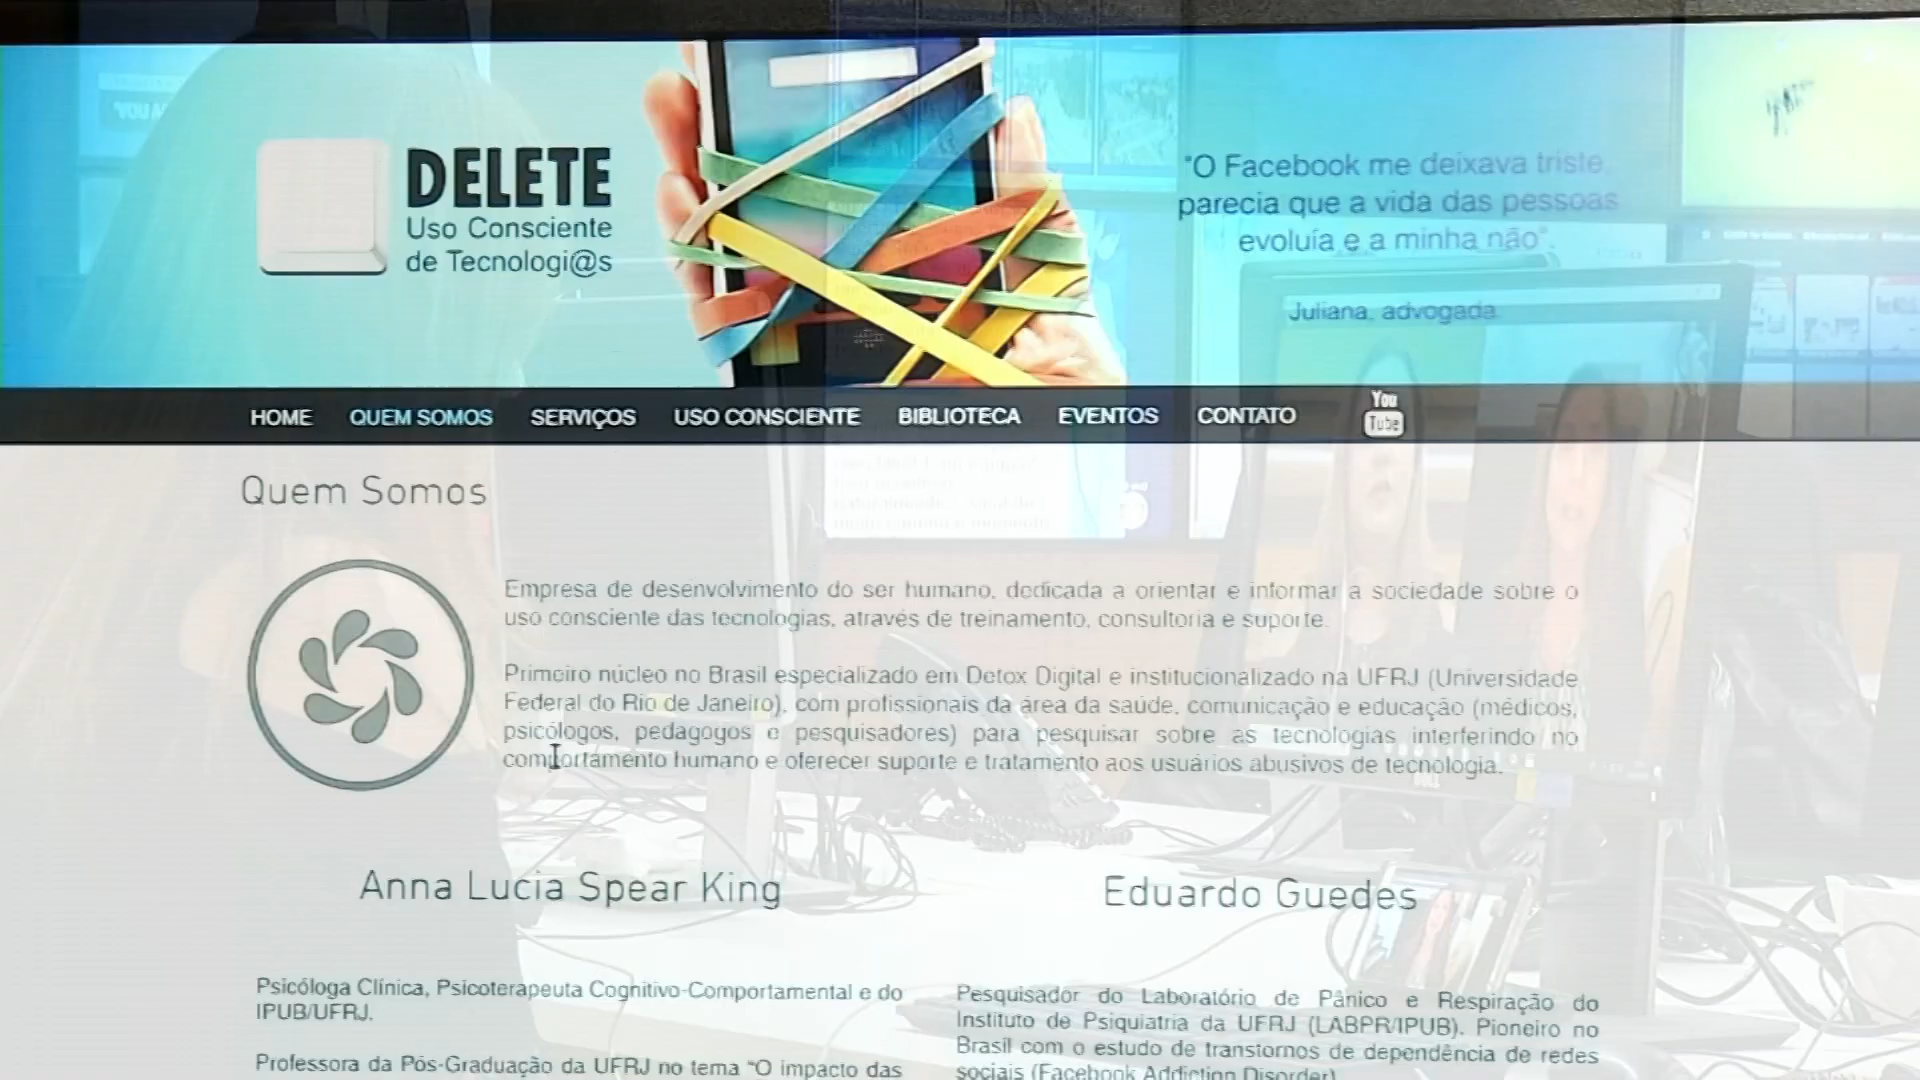 DELETE
Uso Consciente
de Tecnologi@s
"O Facebook me deixava triste,
parecia que a vida das pessoas
evoluía e a minha não".
Juliana, advogada.
HOME QUEM SOMOS SERVIÇOS USO CONSCIENTE BIBLIOTECA EVENTOS CONTATO You Tube
Quem Somos
Empresa de desenvolvimento do ser humano, dedicada a orientar e informar a sociedade sobre o
uso consciente das tecnologias, através de treinamento, consultoria e suporte.
Primeiro núcleo no Brasil especializado em Detox Digital e institucionalizado na UFRJ (Universidade
Federal do Rio de Janeiro), com profissionais da área da saúde, comunicação e educação (médicos,
psicólogos, pedagogos e pesquisadores) para pesquisar sobre as tecnologias interferindo no
comportamento humano e oferecer suporte e tratamento aos usuários abusivos de tecnologia.
Anna Lucia Spear King
Psicóloga Clínica, Psicoterapeuta Cognitivo-Comportamental e do
IPUB/UFRJ.
Professora da Pós-Graduação da UFRJ no tema "O impacto das
Eduardo Guedes
Pesquisador do Laboratório de Pânico e Respiração do
Instituto de Psiquiatria da UFRJ (LABPR/IPUB). Pioneiro no
Brasil com o estudo de transtornos de dependência de redes
sociais (Facebook Addiction Disorder)